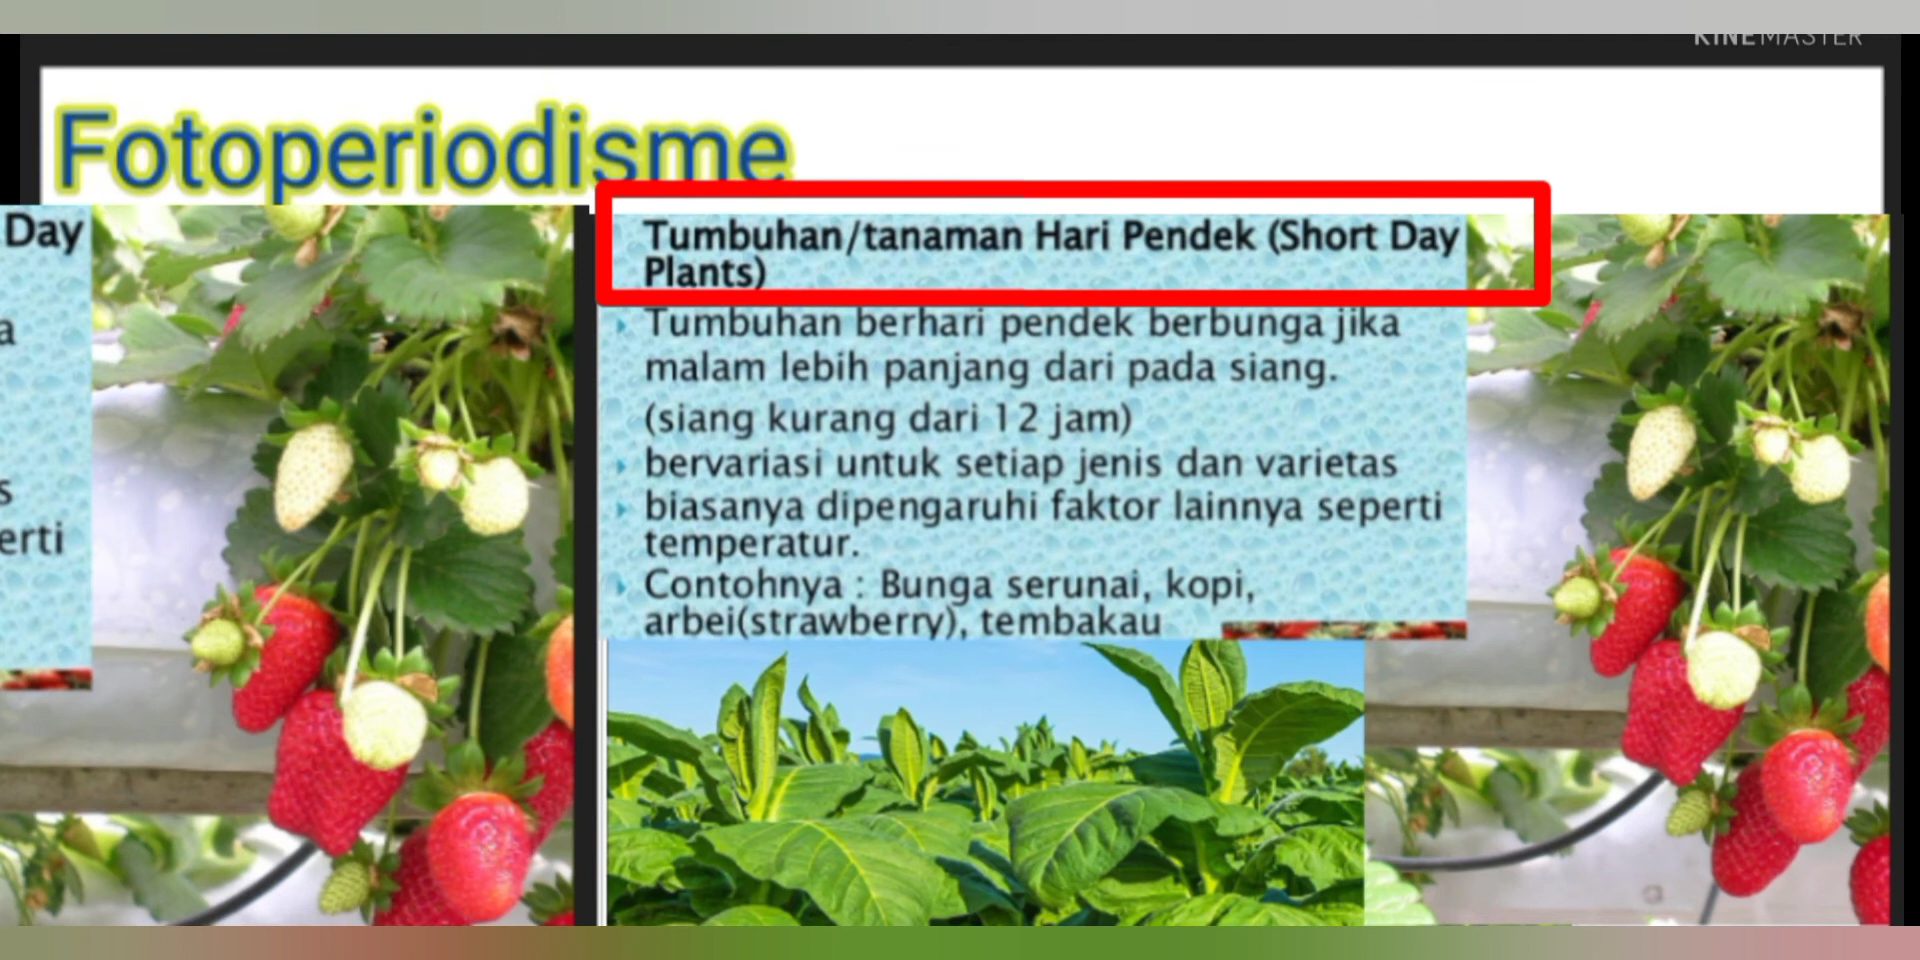 KINEMASTER
Fotoperiodisme
Day
a
s
erti
Tumbuhan/tanaman Hari Pendek (Short Day
Plants)
Tumbuhan berhari pendek berbunga jika
malam lebih panjang dari pada siang.
(siang kurang dari 12 jam)
bervariasi untuk setiap jenis dan varietas
biasanya dipengaruhi faktor lainnya seperti
temperatur.
Contohnya : Bunga serunai, kopi,
arbei(strawberry), tembakau